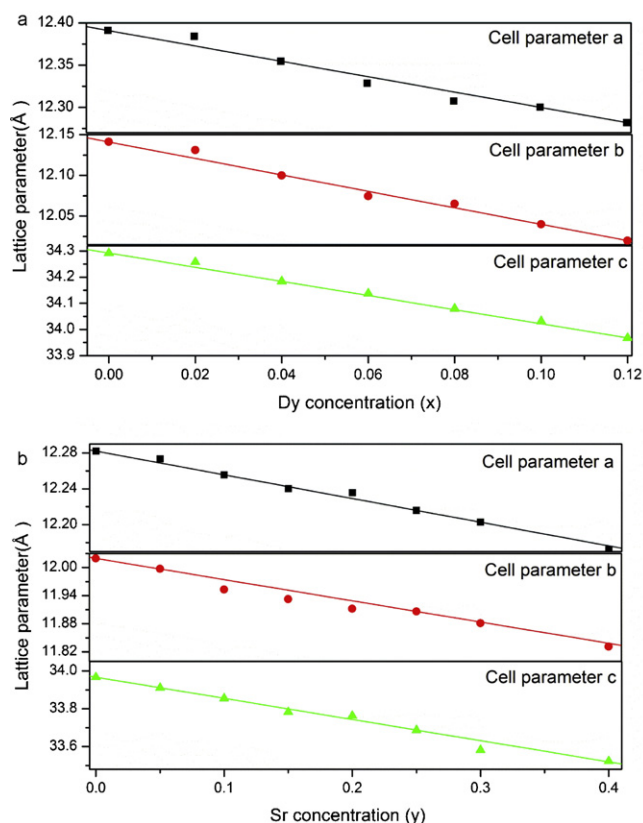 a
Cell parameter a
12.40
12.35
12.30
Cell parameter b
12.15
12.10
12.05
Cell parameter c
34.3
34.2
34.1
34.0
33.9
Lattice parameter(Å )
0.00 0.02 0.04 0.06 0.08 0.10 0.12
Dy concentration (x)
b
Cell parameter a
12.28
12.24
12.20
Cell parameter b
12.00
11.94
11.88
11.82
Cell parameter c
34.0
33.8
33.6
Lattice parameter(Å )
0.0 0.1 0.2 0.3 0.4
Sr concentration (y)